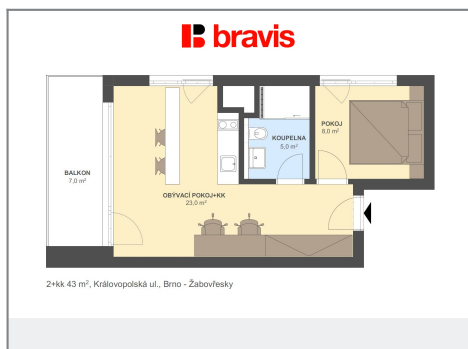 bravis
POKOJ
8,0 m²
KOUPELNA
5,0 m²
BALKON
7,0 m²
OBÝVACÍ POKOJ+KK
23,0 m²
2+kk 43 m², Královopolská ul., Brno - Žabovřesky